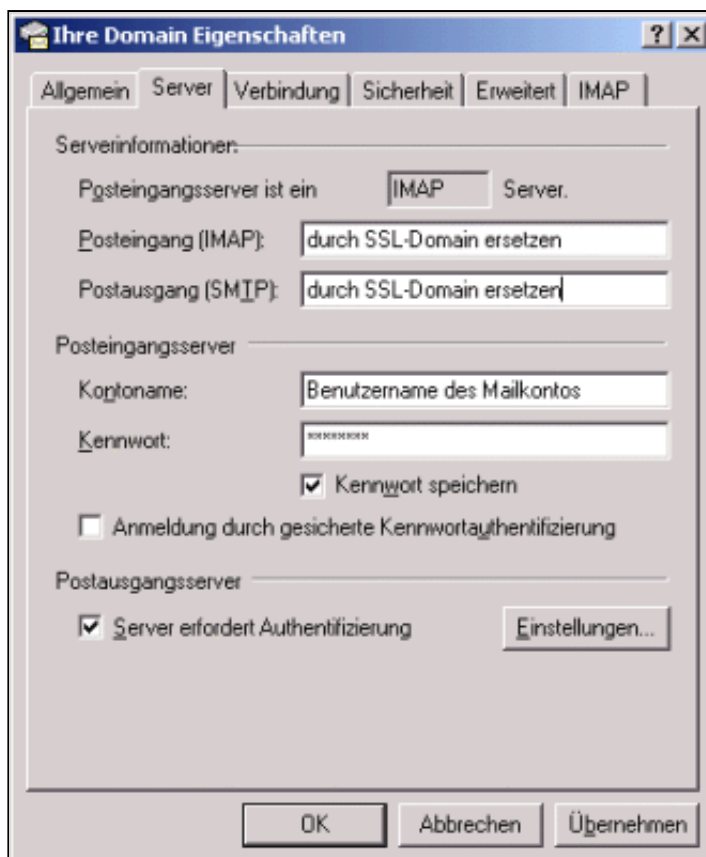 Ihre Domain Eigenschaften
Allgemein Server Verbindung Sicherheit Erweitert IMAP
Serverinformationen:
Posteingangsserver ist ein IMAP Server.
Posteingang (IMAP): durch SSL-Domain ersetzen
Postausgang (SMTP): durch SSL-Domain ersetzen
Posteingangsserver
Kontoname: Benutzername des Mailkontos
Kennwort: ********
Kennwort speichern
Anmeldung durch gesicherte Kennwortauthentifizierung
Postausgangsserver
Server erfordert Authentifizierung Einstellungen...
OK Abbrechen Übernehmen